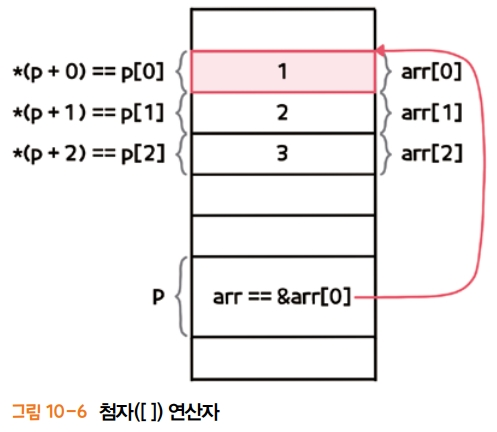 *(p + 0) == p[0] 1 arr[0]
*(p + 1) == p[1] 2 arr[1]
*(p + 2) == p[2] 3 arr[2]
P arr == &arr[0]
그림 10-6 첨자([ ]) 연산자